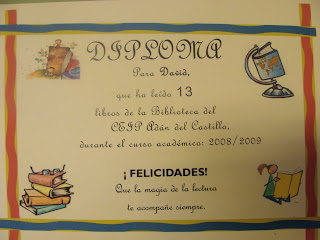 DIPLOMA
Para David,
que ha leído 13
libros de la Biblioteca del
CEIP Adán del Castillo,
durante el curso académico: 2008/2009
¡FELICIDADES!
Que la magia de la lectura
te acompañe siempre.